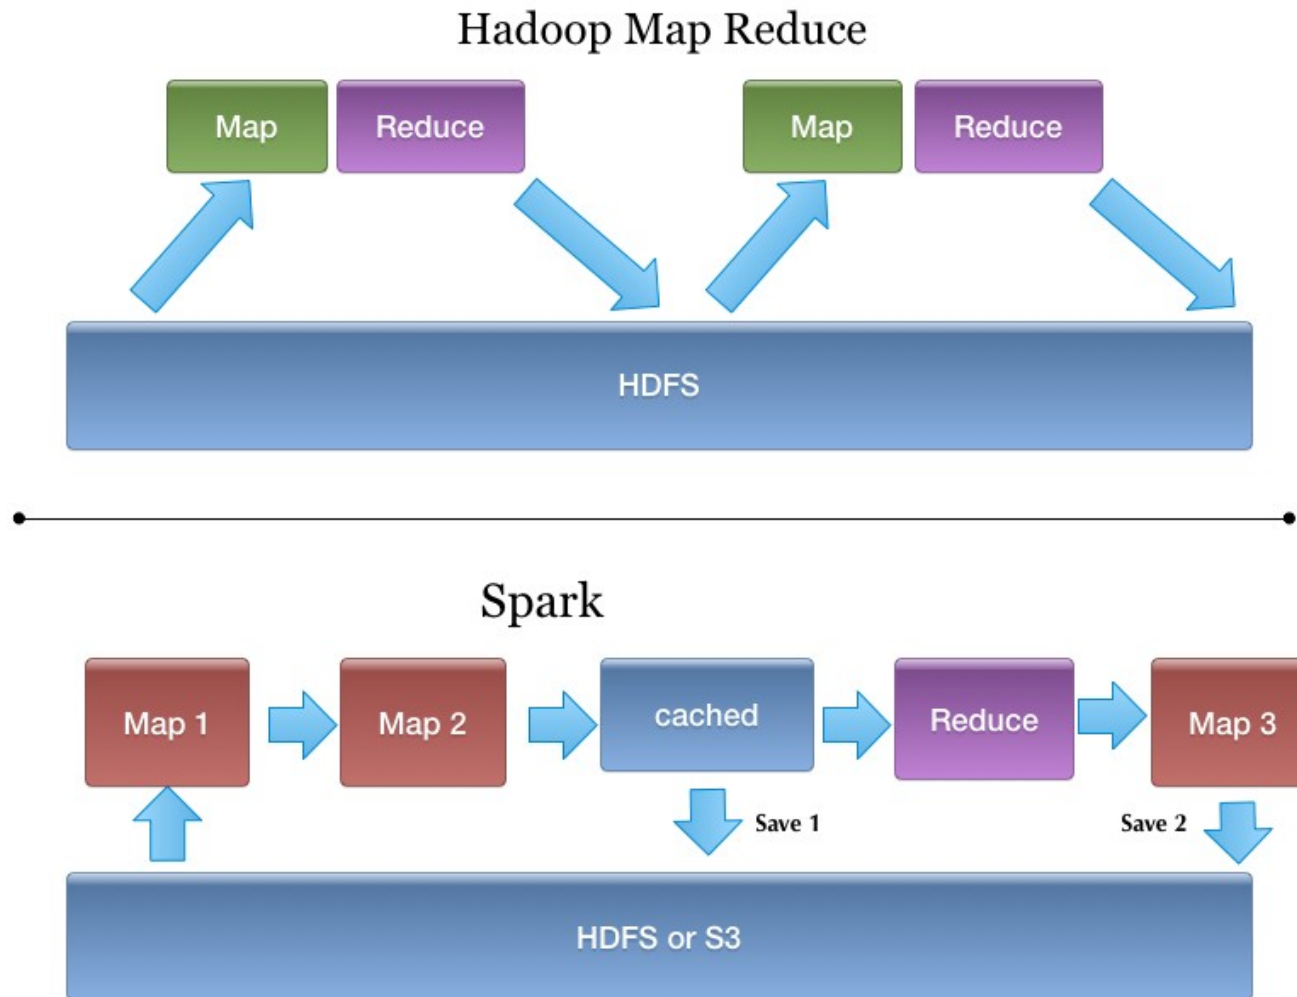 Hadoop Map Reduce
Map Reduce Map Reduce
HDFS
Spark
Map 1 Map 2 cached Reduce Map 3
Save 1 Save 2
HDFS or S3